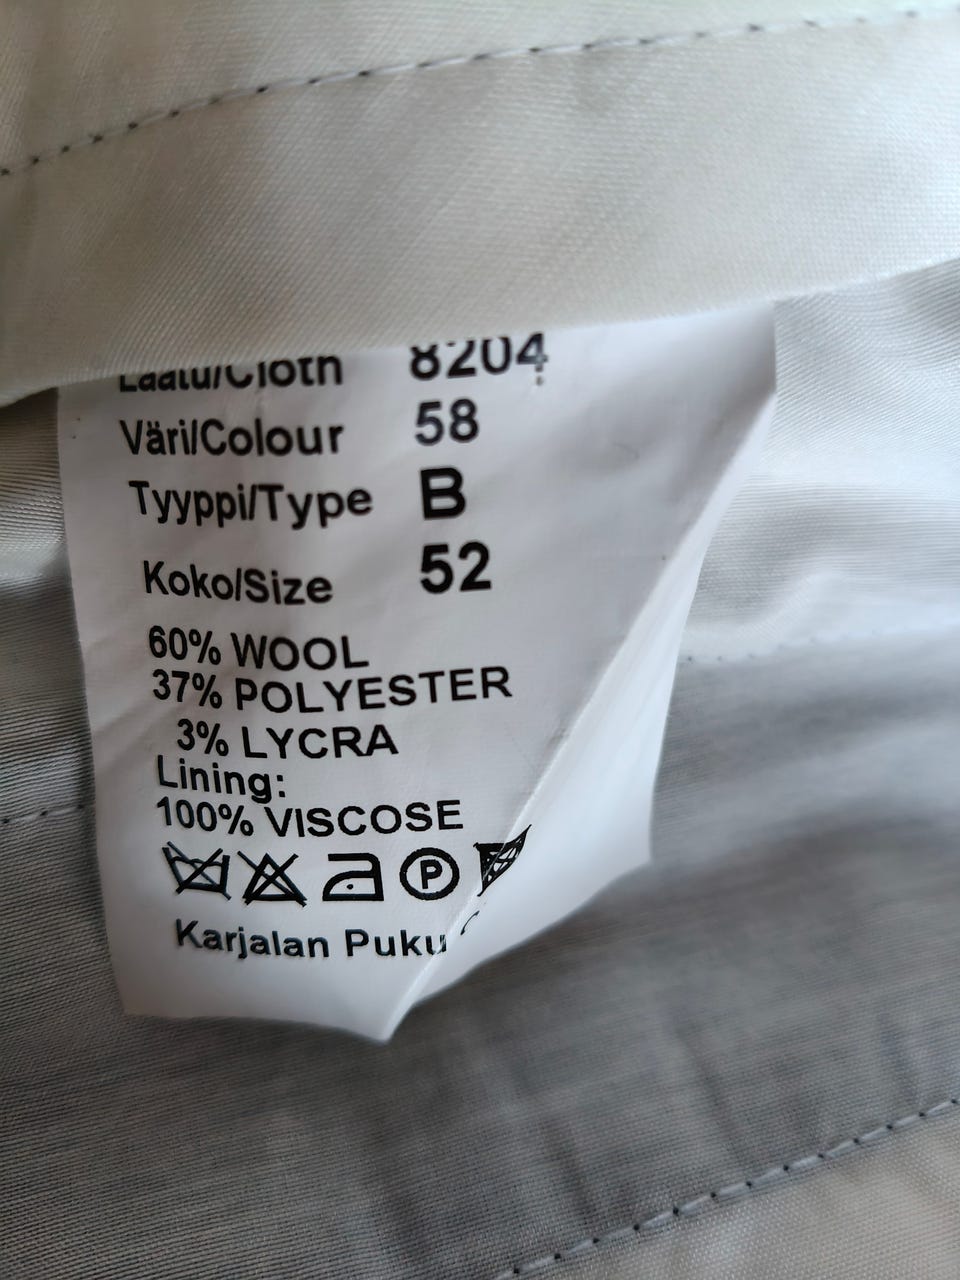 Laatu/Cloth 8204
Väri/Colour 58
Tyyppi/Type B
Koko/Size 52
60% WOOL
37% POLYESTER
3% LYCRA
Lining:
100% VISCOSE
P
Karjalan Puku